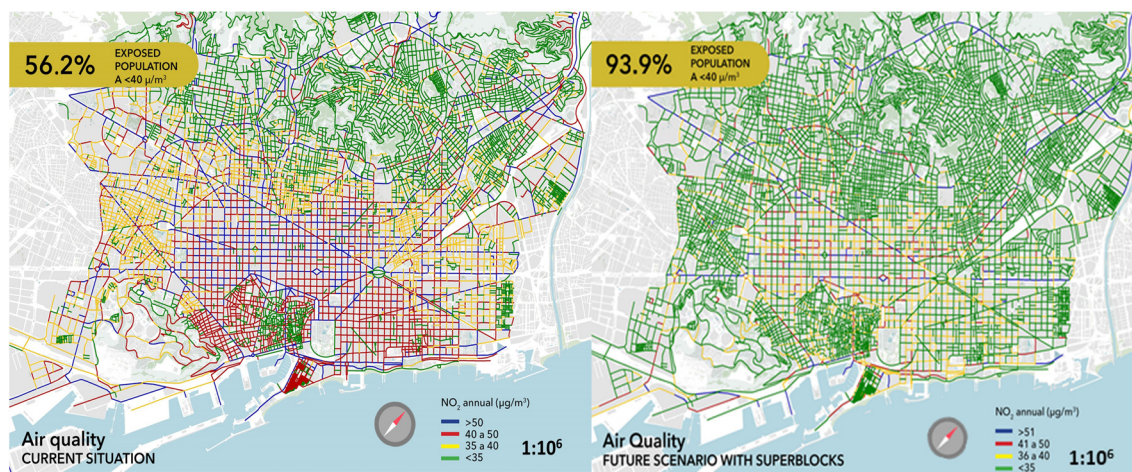 56.2%
EXPOSED
POPULATION
A <40 µ/m³
NO₂ annual (µg/m³)
>50
40 a 50
35 a 40
<35
1:10⁶
Air quality
CURRENT SITUATION
93.9%
EXPOSED
POPULATION
A <40 µ/m³
NO₂ annual (µg/m³)
>51
41 a 50
36 a 40
<35
1:10⁶
Air Quality
FUTURE SCENARIO WITH SUPERBLOCKS